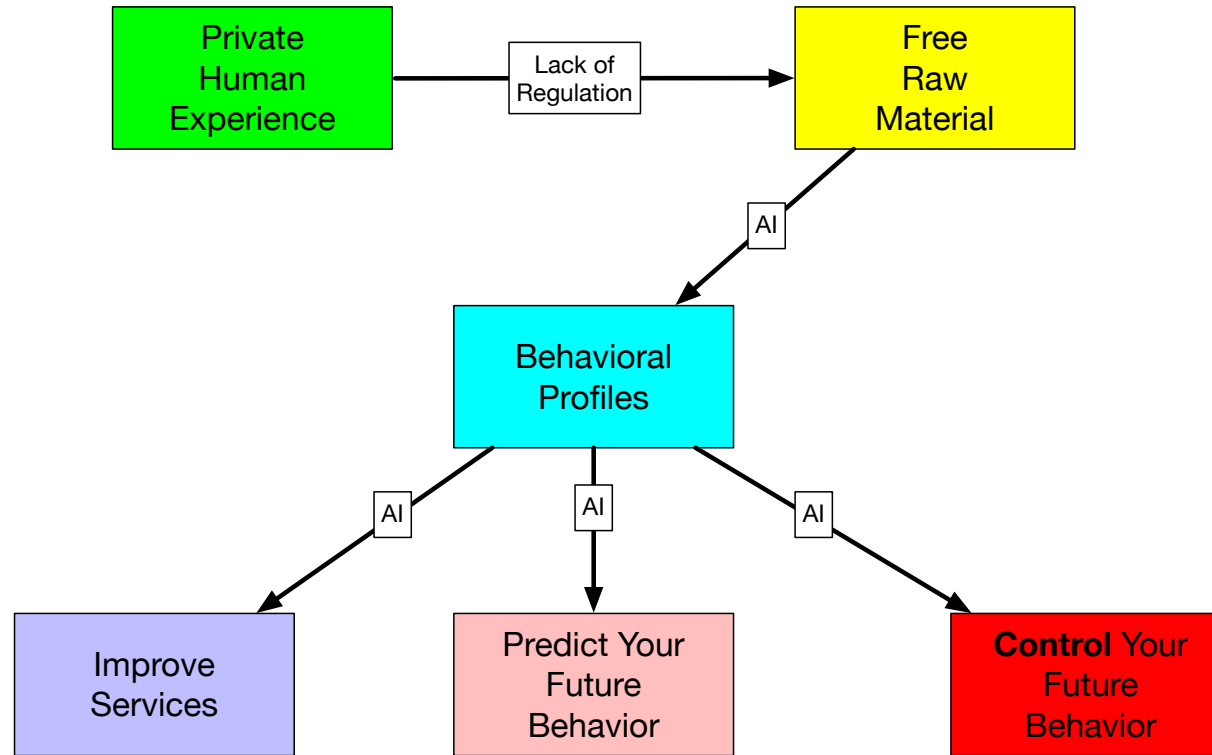 Private
Human
Experience
Lack of
Regulation
Free
Raw
Material
AI
Behavioral
Profiles
AI
AI
AI
Improve
Services
Predict Your
Future
Behavior
Control Your
Future
Behavior